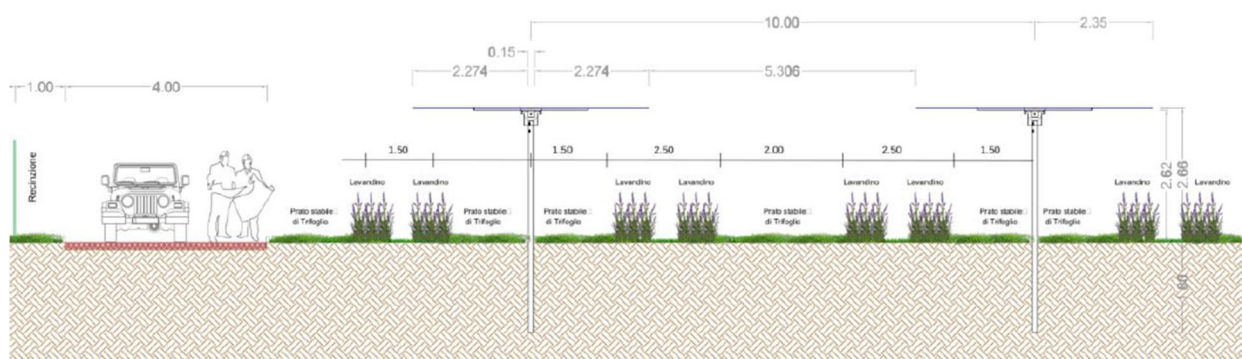 10.00
2.35
0.15
2.274
2.274
5.306
1.00
4.00
1.50
1.50
2.50
2.00
2.50
1.50
2.62
2.66
1.80
Recinzione
Lavandino
Lavandino
Lavandino
Lavandino
Lavandino
Lavandino
Lavandino
Lavandino
Prato stabile
di Trifoglio
Prato stabile
di Trifoglio
Prato stabile
di Trifoglio
Prato stabile
di Trifoglio
Prato stabile
di Trifoglio
Prato stabile
di Trifoglio